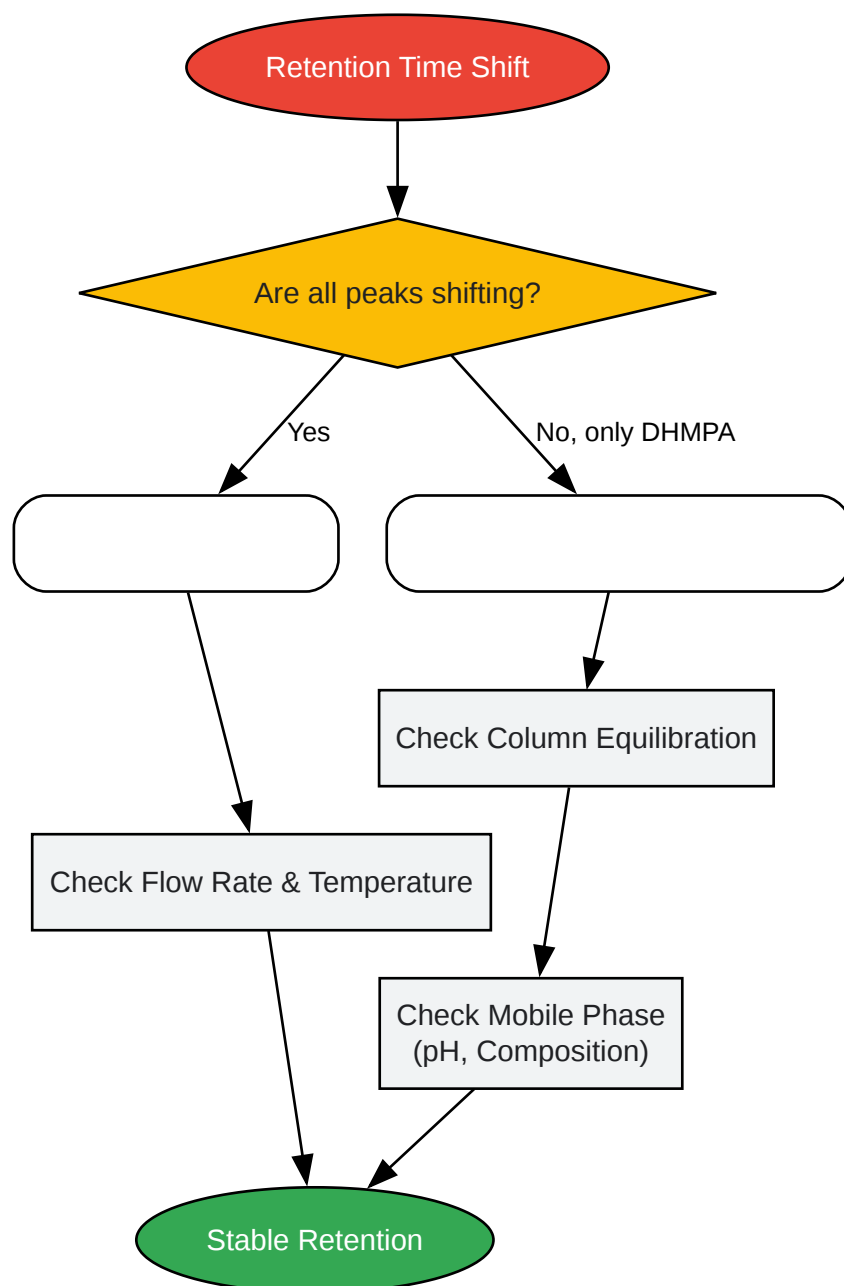 Retention Time Shift
Are all peaks shifting?
Yes
No, only DHMPA
Check Column Equilibration
Check Flow Rate & Temperature
Check Mobile Phase
(pH, Composition)
Stable Retention